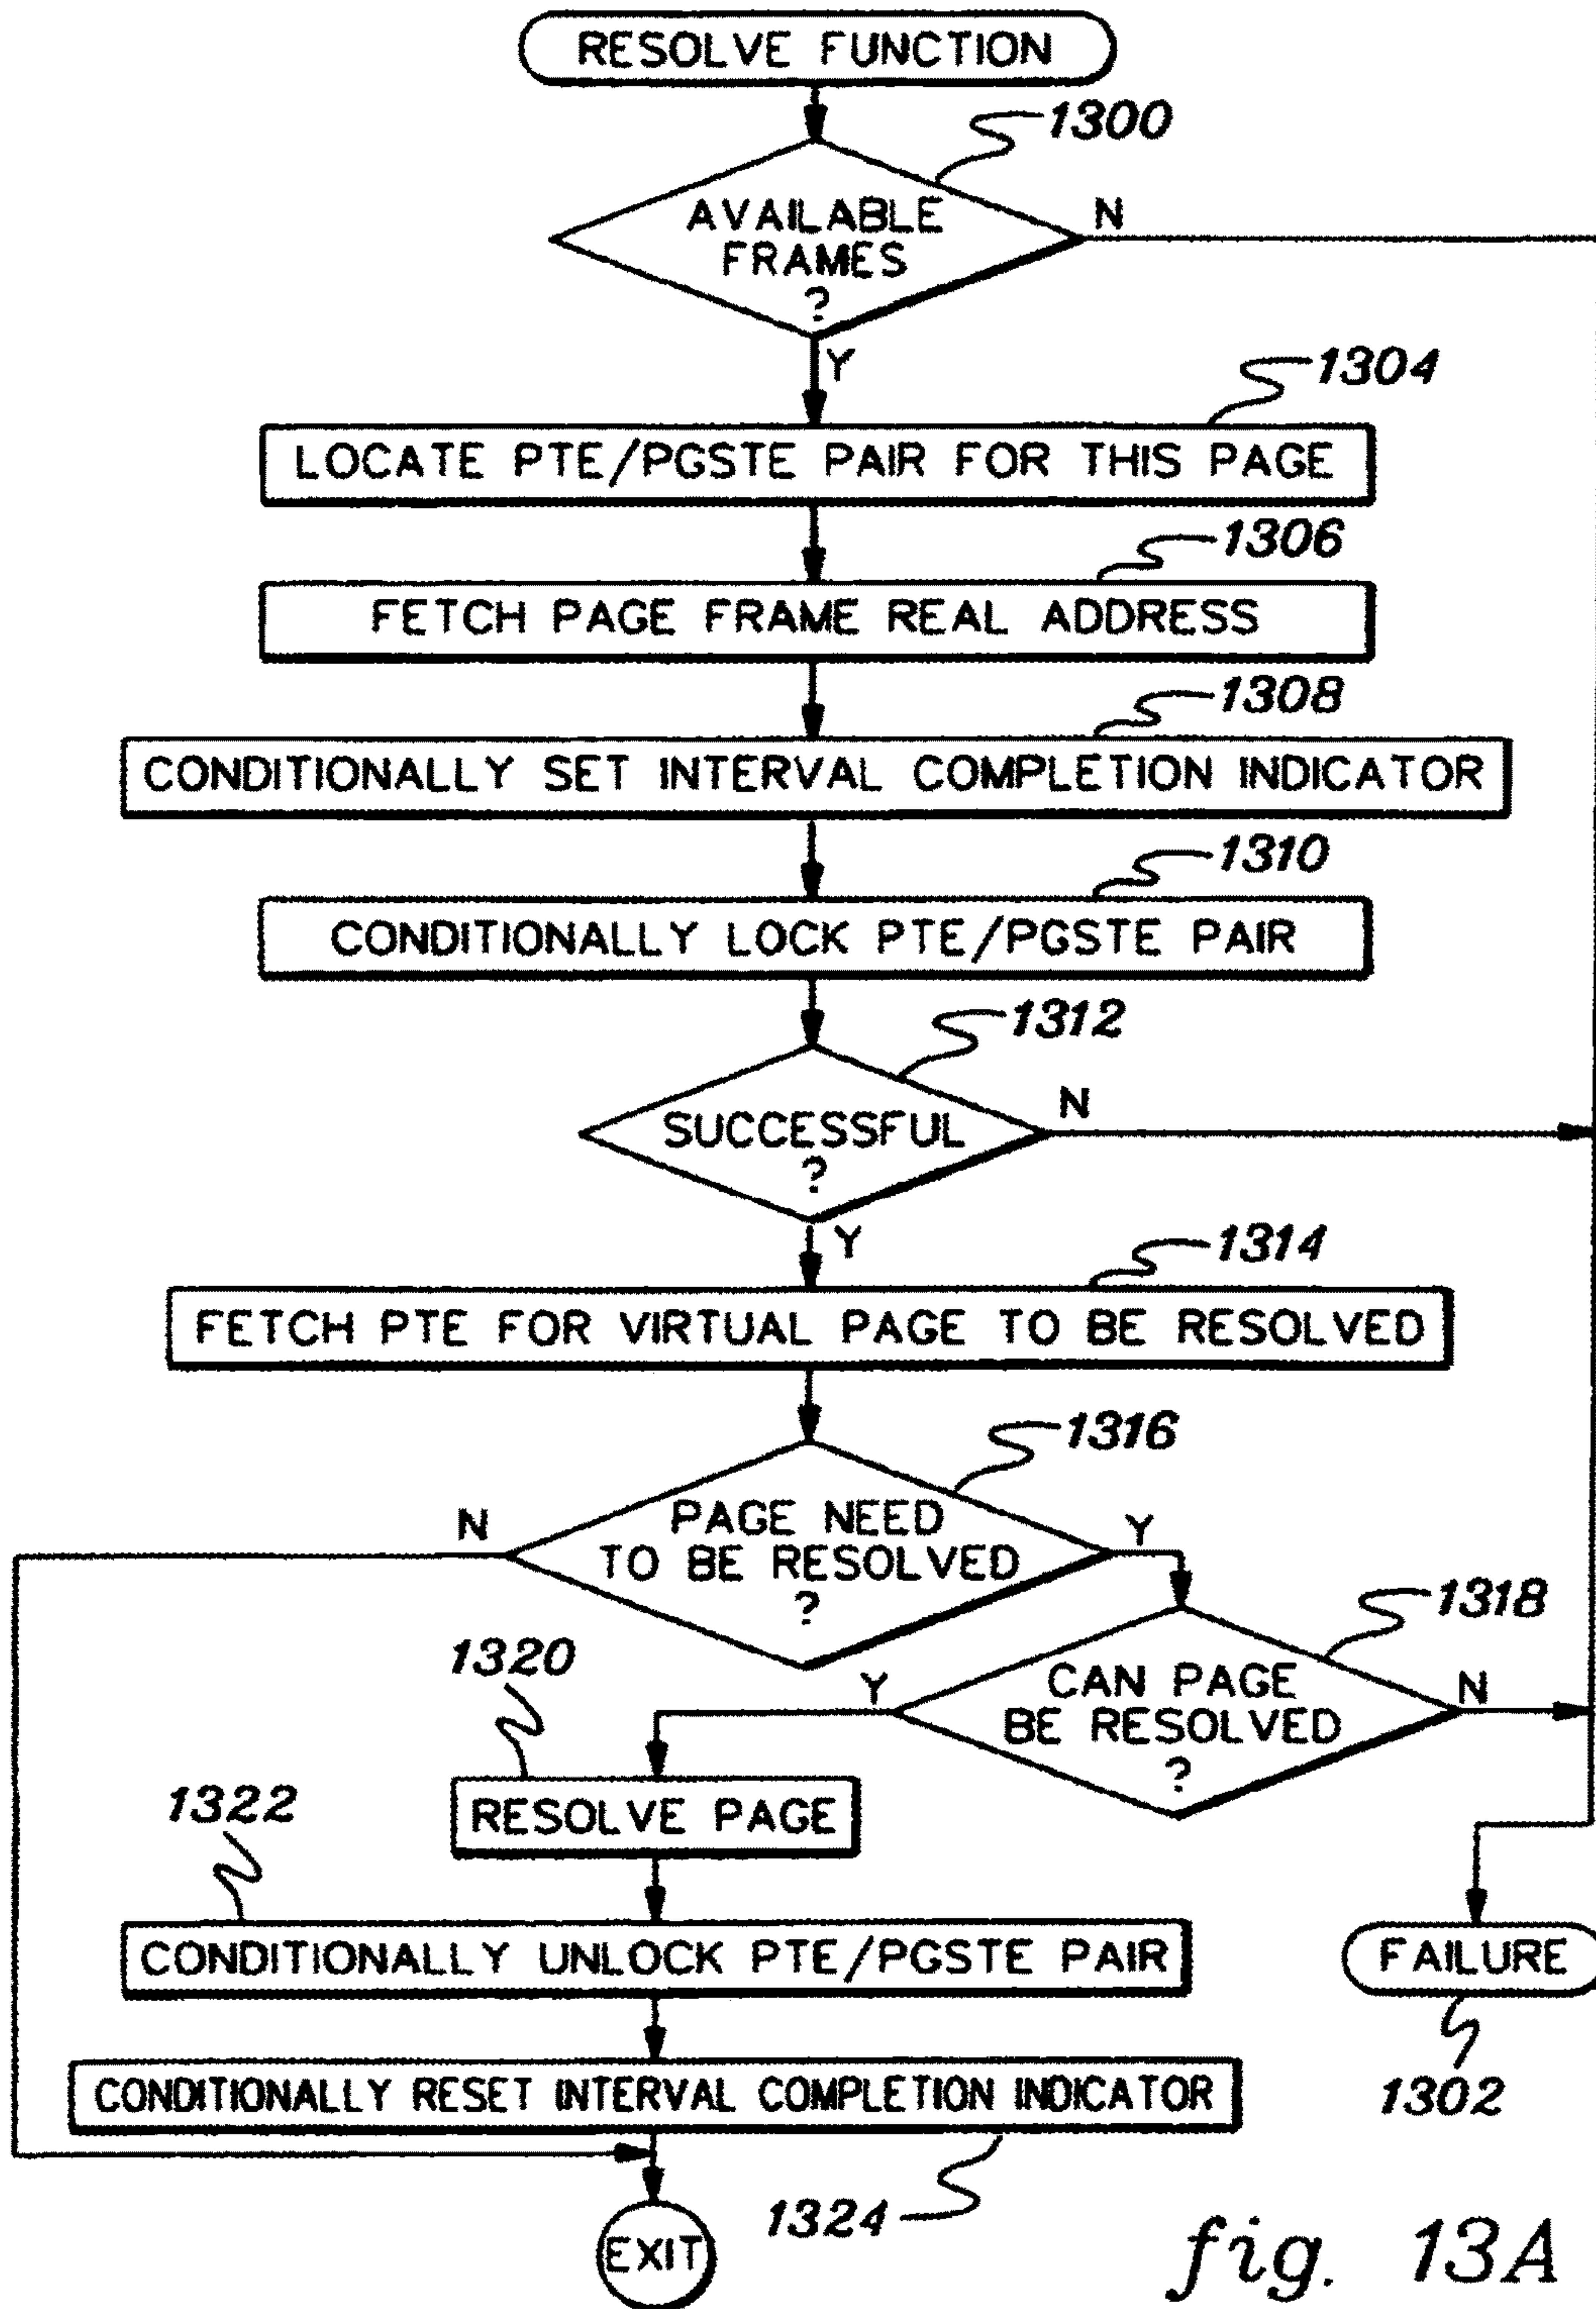 RESOLVE FUNCTION
1300
AVAILABLE
FRAMES
?
N
Y
1304
LOCATE PTE/PGSTE PAIR FOR THIS PAGE
1306
FETCH PAGE FRAME REAL ADDRESS
1308
CONDITIONALLY SET INTERVAL COMPLETION INDICATOR
1310
CONDITIONALLY LOCK PTE/PGSTE PAIR
1312
SUCCESSFUL
?
N
Y
1314
FETCH PTE FOR VIRTUAL PAGE TO BE RESOLVED
1316
N
PAGE NEED
TO BE RESOLVED
?
Y
1318
CAN PAGE
BE RESOLVED
?
Y
N
1320
RESOLVE PAGE
1322
CONDITIONALLY UNLOCK PTE/PGSTE PAIR
FAILURE
1302
CONDITIONALLY RESET INTERVAL COMPLETION INDICATOR
1324
EXIT
fig. 13A